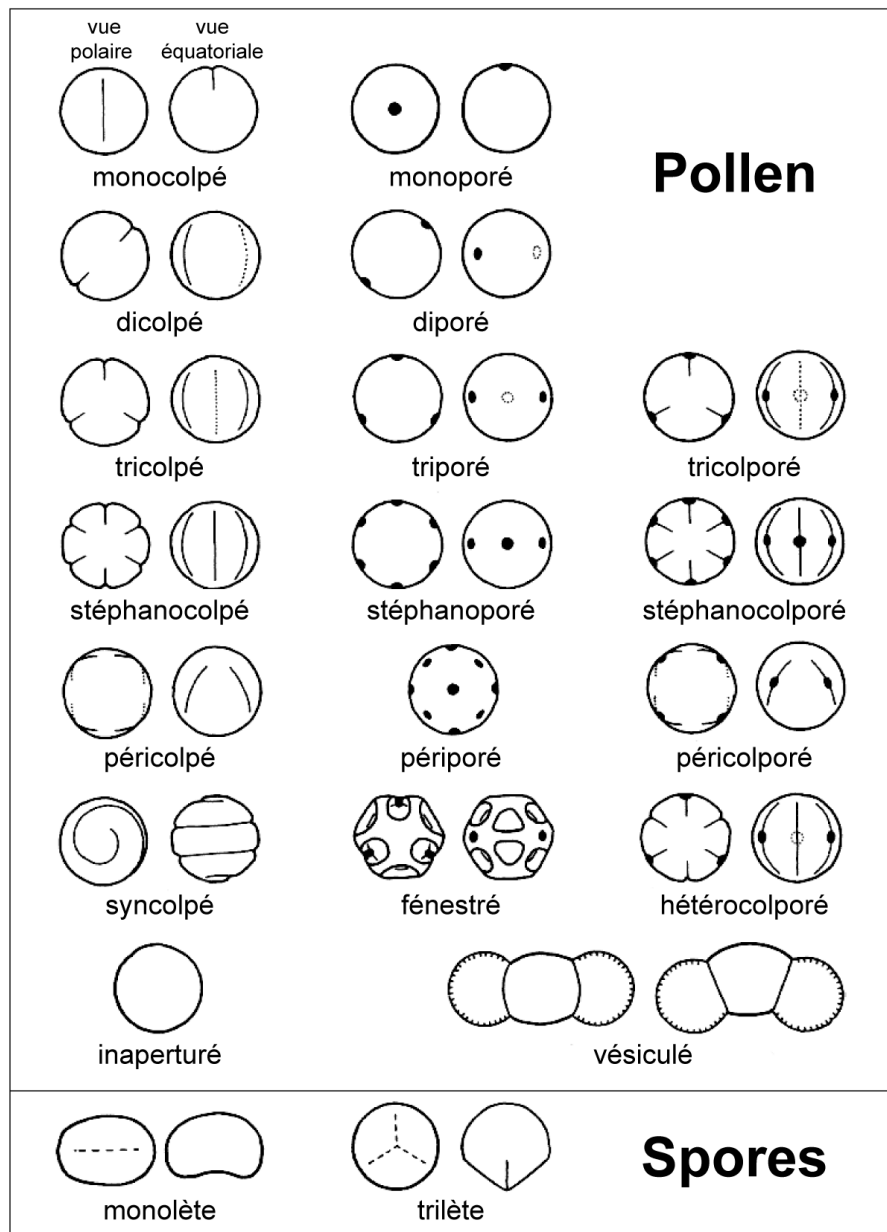 vue
polaire
vue
équatoriale
monocolpé
monoporé
Pollen
dicolpé
diporé
tricolpé
triporé
tricolporé
stéphanocolpé
stéphanoporé
stéphanocolporé
péricolpé
périporé
péricolporé
syncolpé
fénestré
hétérocolporé
inaperturé
vésiculé
monolète
trilète
Spores